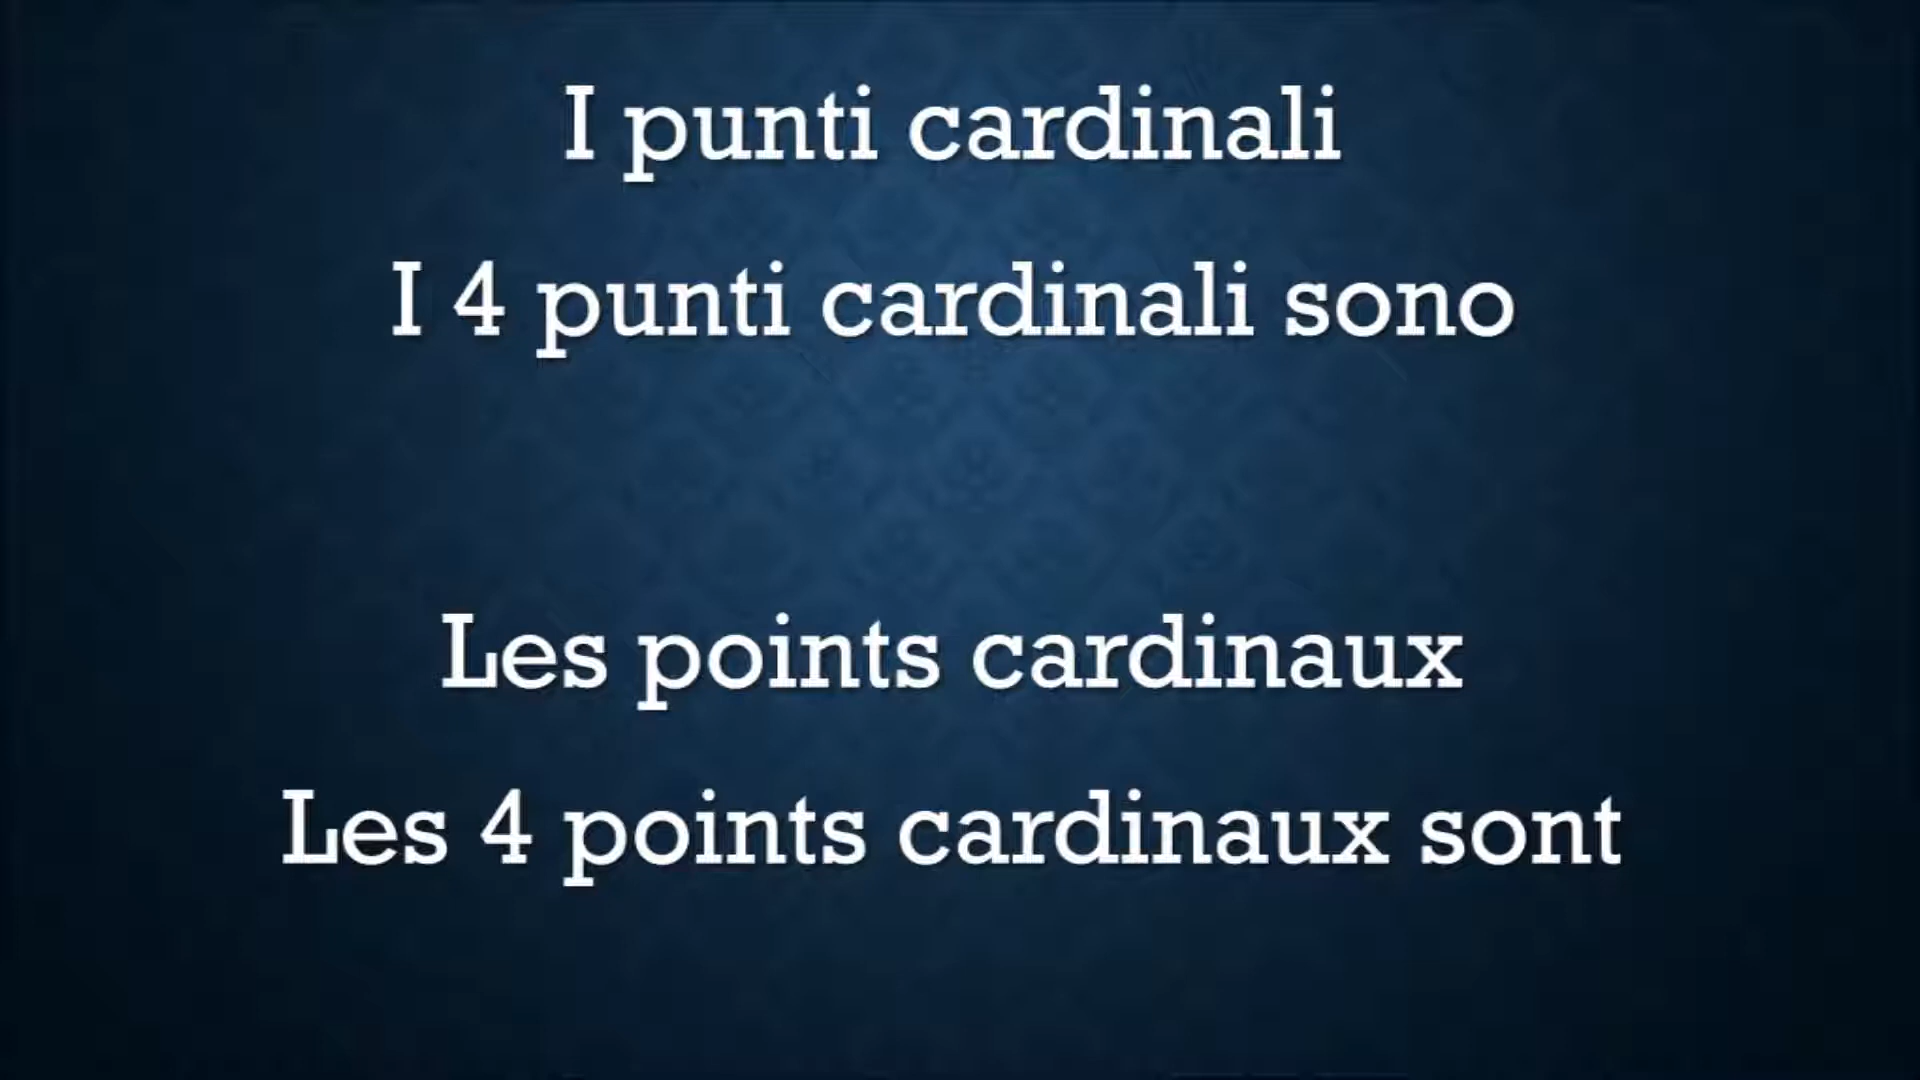 I punti cardinali
I 4 punti cardinali sono
Les points cardinaux
Les 4 points cardinaux sont